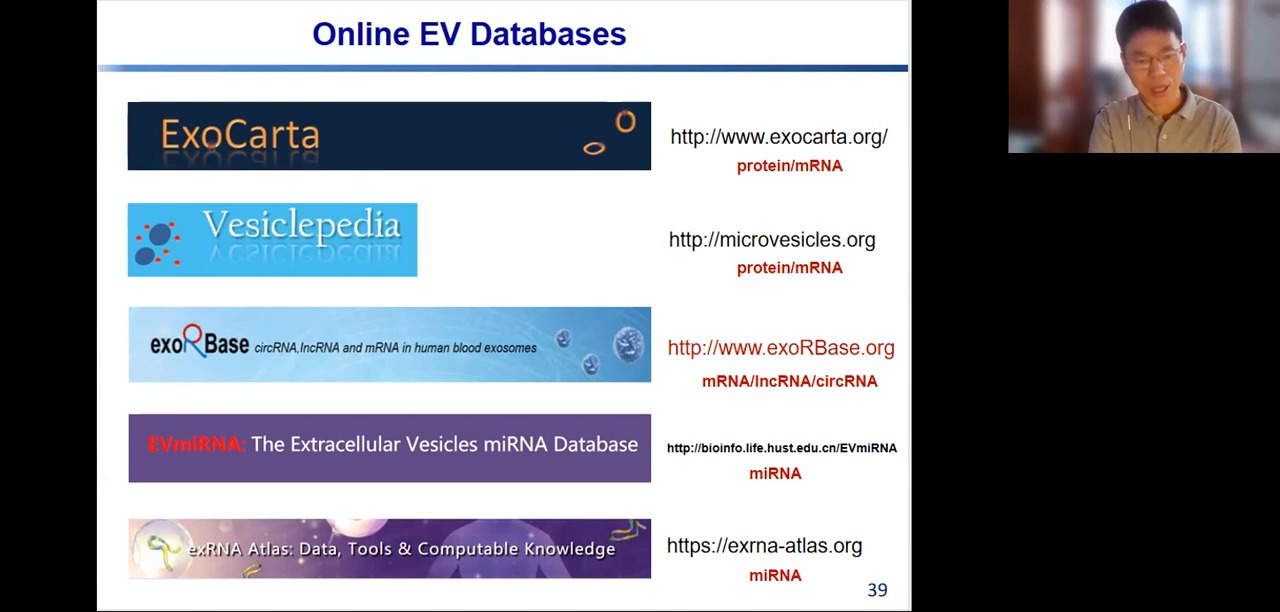 Online EV Databases
ExoCarta
http://www.exocarta.org/
protein/mRNA
Vesiclepedia
http://microvesicles.org
protein/mRNA
exoRBase circRNA,lncRNA and mRNA in human blood exosomes
http://www.exoRBase.org
mRNA/lncRNA/circRNA
EVmiRNA: The Extracellular Vesicles miRNA Database
http://bioinfo.life.hust.edu.cn/EVmiRNA
miRNA
exRNA Atlas: Data, Tools & Computable Knowledge
https://exrna-atlas.org
miRNA
39